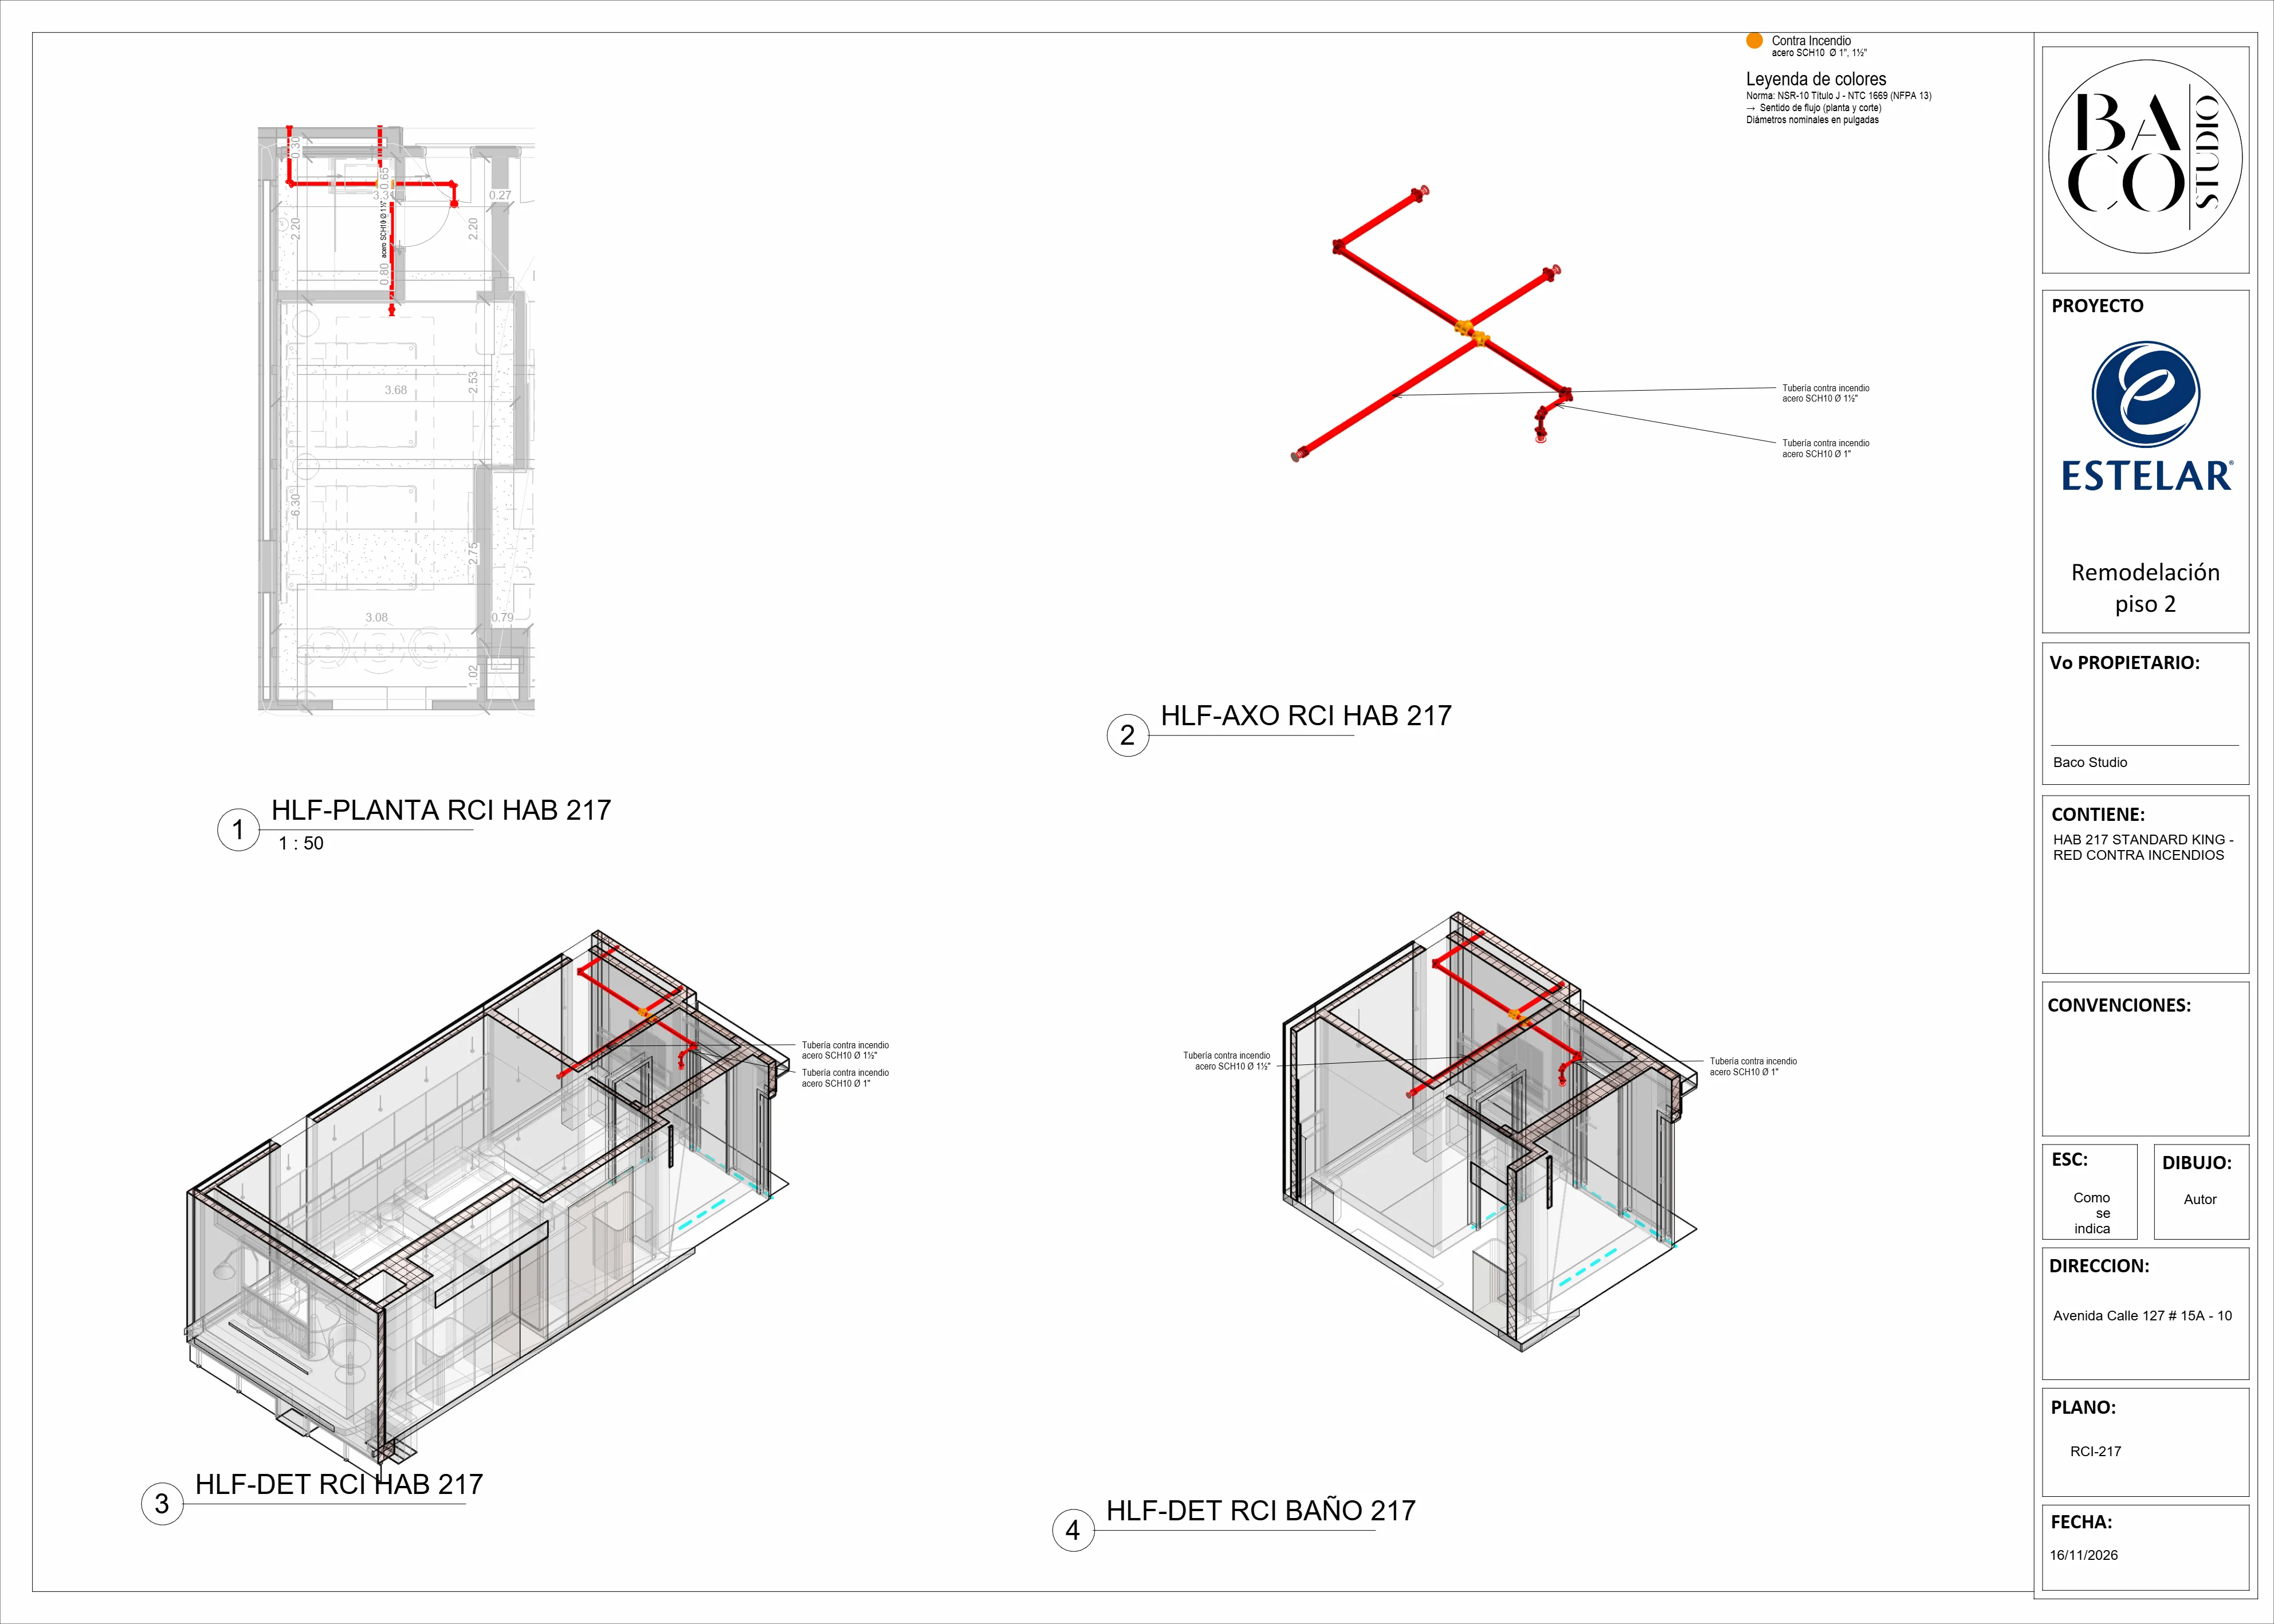 Contra Incendio
acero SCH10 Ø 1", 1½"
Leyenda de colores
Norma: NSR-10 Título J - NTC 1669 (NFPA 13)
→ Sentido de flujo (planta y corte)
Diámetros nominales en pulgadas
0.30
0.65
3.3
0.27
2.20
acero SCH10 Ø 1½"
2.20
0.80
3.68
2.53
6.30
2.75
3.08
0.79
1.02
1
HLF-PLANTA RCI HAB 217
1 : 50
Tubería contra incendio
acero SCH10 Ø 1½"
Tubería contra incendio
acero SCH10 Ø 1"
2
HLF-AXO RCI HAB 217
Tubería contra incendio
acero SCH10 Ø 1½"
Tubería contra incendio
acero SCH10 Ø 1"
3
HLF-DET RCI HAB 217
Tubería contra incendio
acero SCH10 Ø 1½"
Tubería contra incendio
acero SCH10 Ø 1"
4
HLF-DET RCI BAÑO 217
BA
CO
STUDIO
PROYECTO
ESTELAR®
Remodelación
piso 2
Vo PROPIETARIO:
Baco Studio
CONTIENE:
HAB 217 STANDARD KING -
RED CONTRA INCENDIOS
CONVENCIONES:
ESC:
Como
se
indica
DIBUJO:
Autor
DIRECCION:
Avenida Calle 127 # 15A - 10
PLANO:
RCI-217
FECHA:
16/11/2026